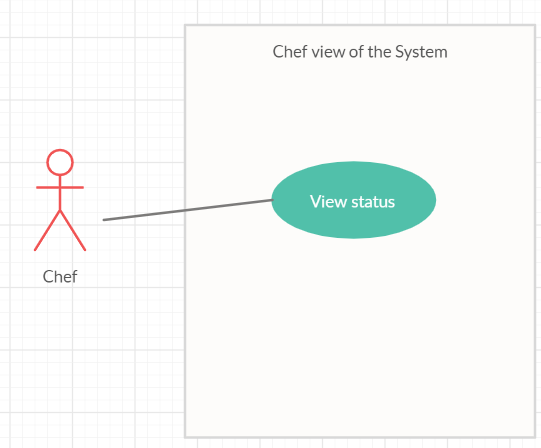 Chef view of the System
View status
Chef